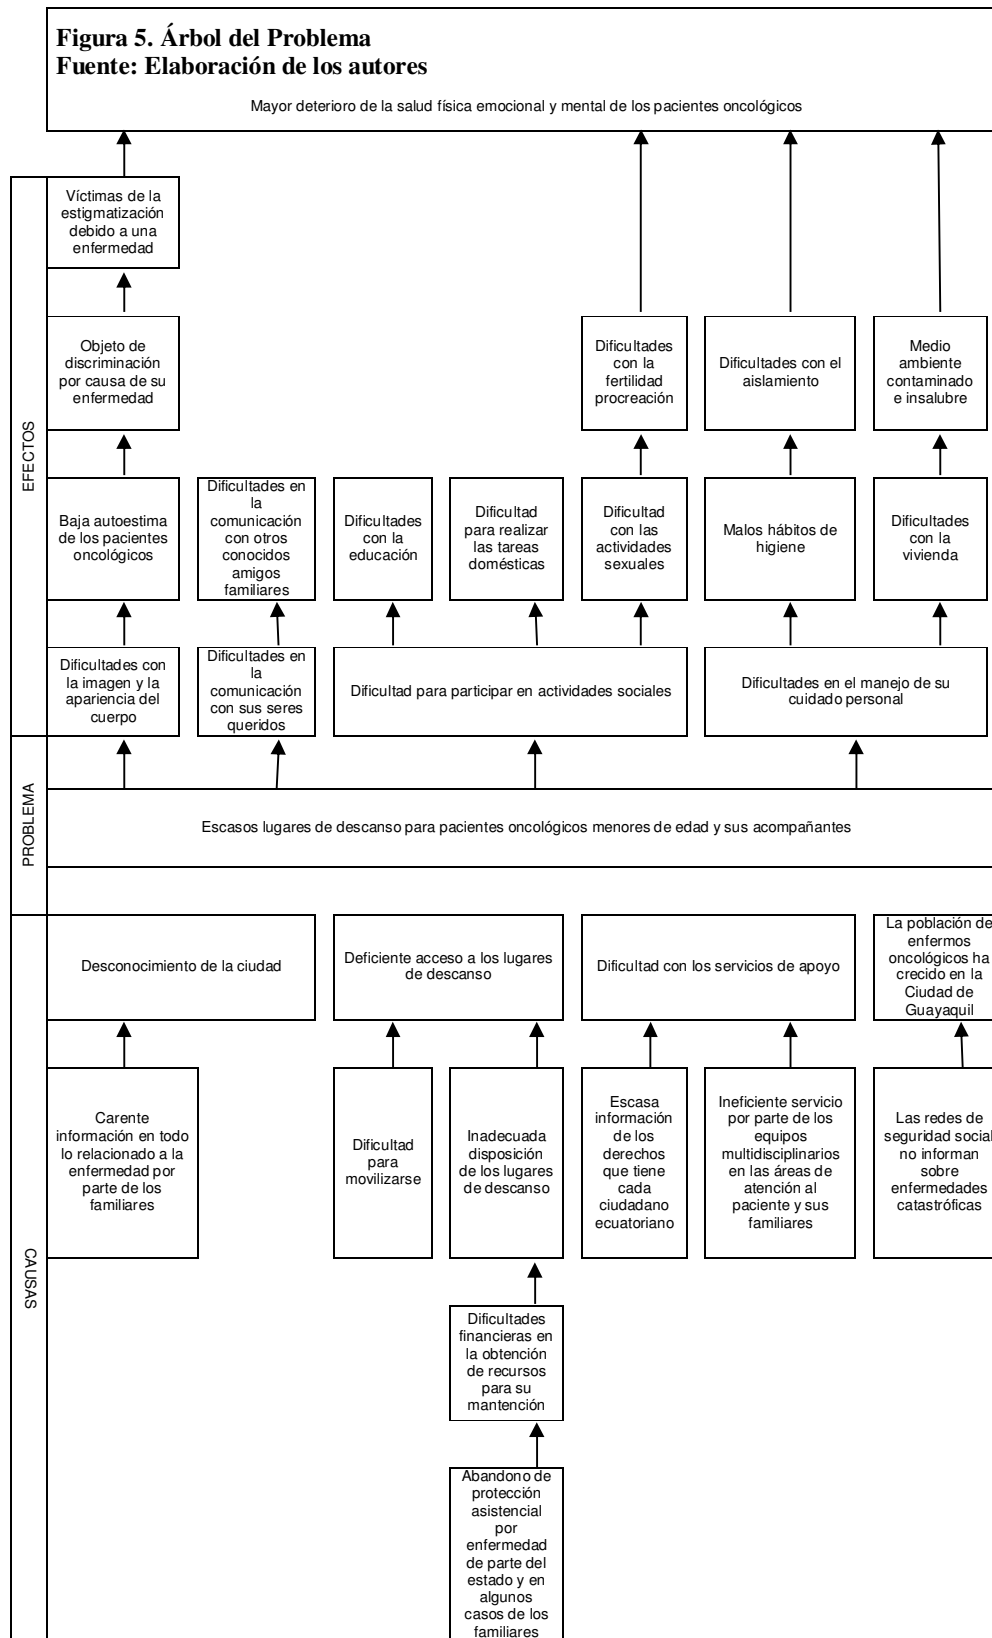 Figura 5. Árbol del Problema
Fuente: Elaboración de los autores
Mayor deterioro de la salud física emocional y mental de los pacientes oncológicos
EFECTOS
Víctimas de la
estigmatización
debido a una
enfermedad
Objeto de
discriminación
por causa de su
enfermedad
Dificultades
con la
fertilidad
procreación
Dificultades con el
aislamiento
Medio
ambiente
contaminado
e insalubre
Baja autoestima
de los pacientes
oncológicos
Dificultades en
la
comunicación
con otros
conocidos
amigos
familiares
Dificultades
con la
educación
Dificultad
para realizar
las tareas
domésticas
Dificultad
con las
actividades
sexuales
Malos hábitos de
higiene
Dificultades
con la
vivienda
Dificultades con
la imagen y la
apariencia del
cuerpo
Dificultades en
la
comunicación
con sus seres
queridos
Dificultad para participar en actividades sociales
Dificultades en el manejo de su
cuidado personal
PROBLEMA
Escasos lugares de descanso para pacientes oncológicos menores de edad y sus acompañantes
CAUSAS
Desconocimiento de la ciudad
Deficiente acceso a los lugares
de descanso
Dificultad con los servicios de apoyo
La población de
enfermos
oncológicos ha
crecido en la
Ciudad de
Guayaquil
Carente
información en todo
lo relacionado a la
enfermedad por
parte de los
familiares
Dificultad
para
movilizarse
Inadecuada
disposición
de los lugares
de descanso
Escasa
información
de los
derechos
que tiene
cada
ciudadano
ecuatoriano
Ineficiente servicio
por parte de los
equipos
multidisciplinarios
en las áreas de
atención al
paciente y sus
familiares
Las redes de
seguridad social
no informan
sobre
enfermedades
catastróficas
Dificultades
financieras en
la obtención
de recursos
para su
mantención
Abandono de
protección
asistencial
por
enfermedad
de parte del
estado y en
algunos
casos de los
familiares